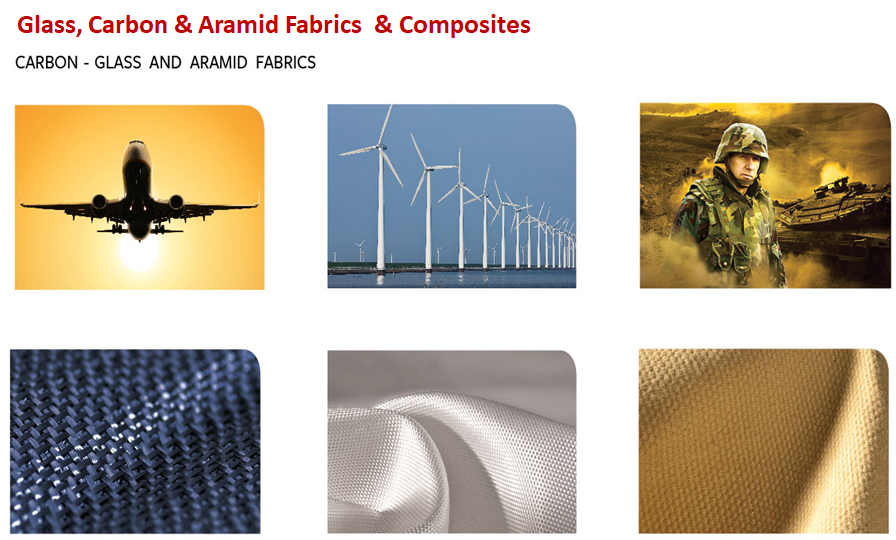 Glass, Carbon & Aramid Fabrics & Composites
CARBON - GLASS AND ARAMID FABRICS